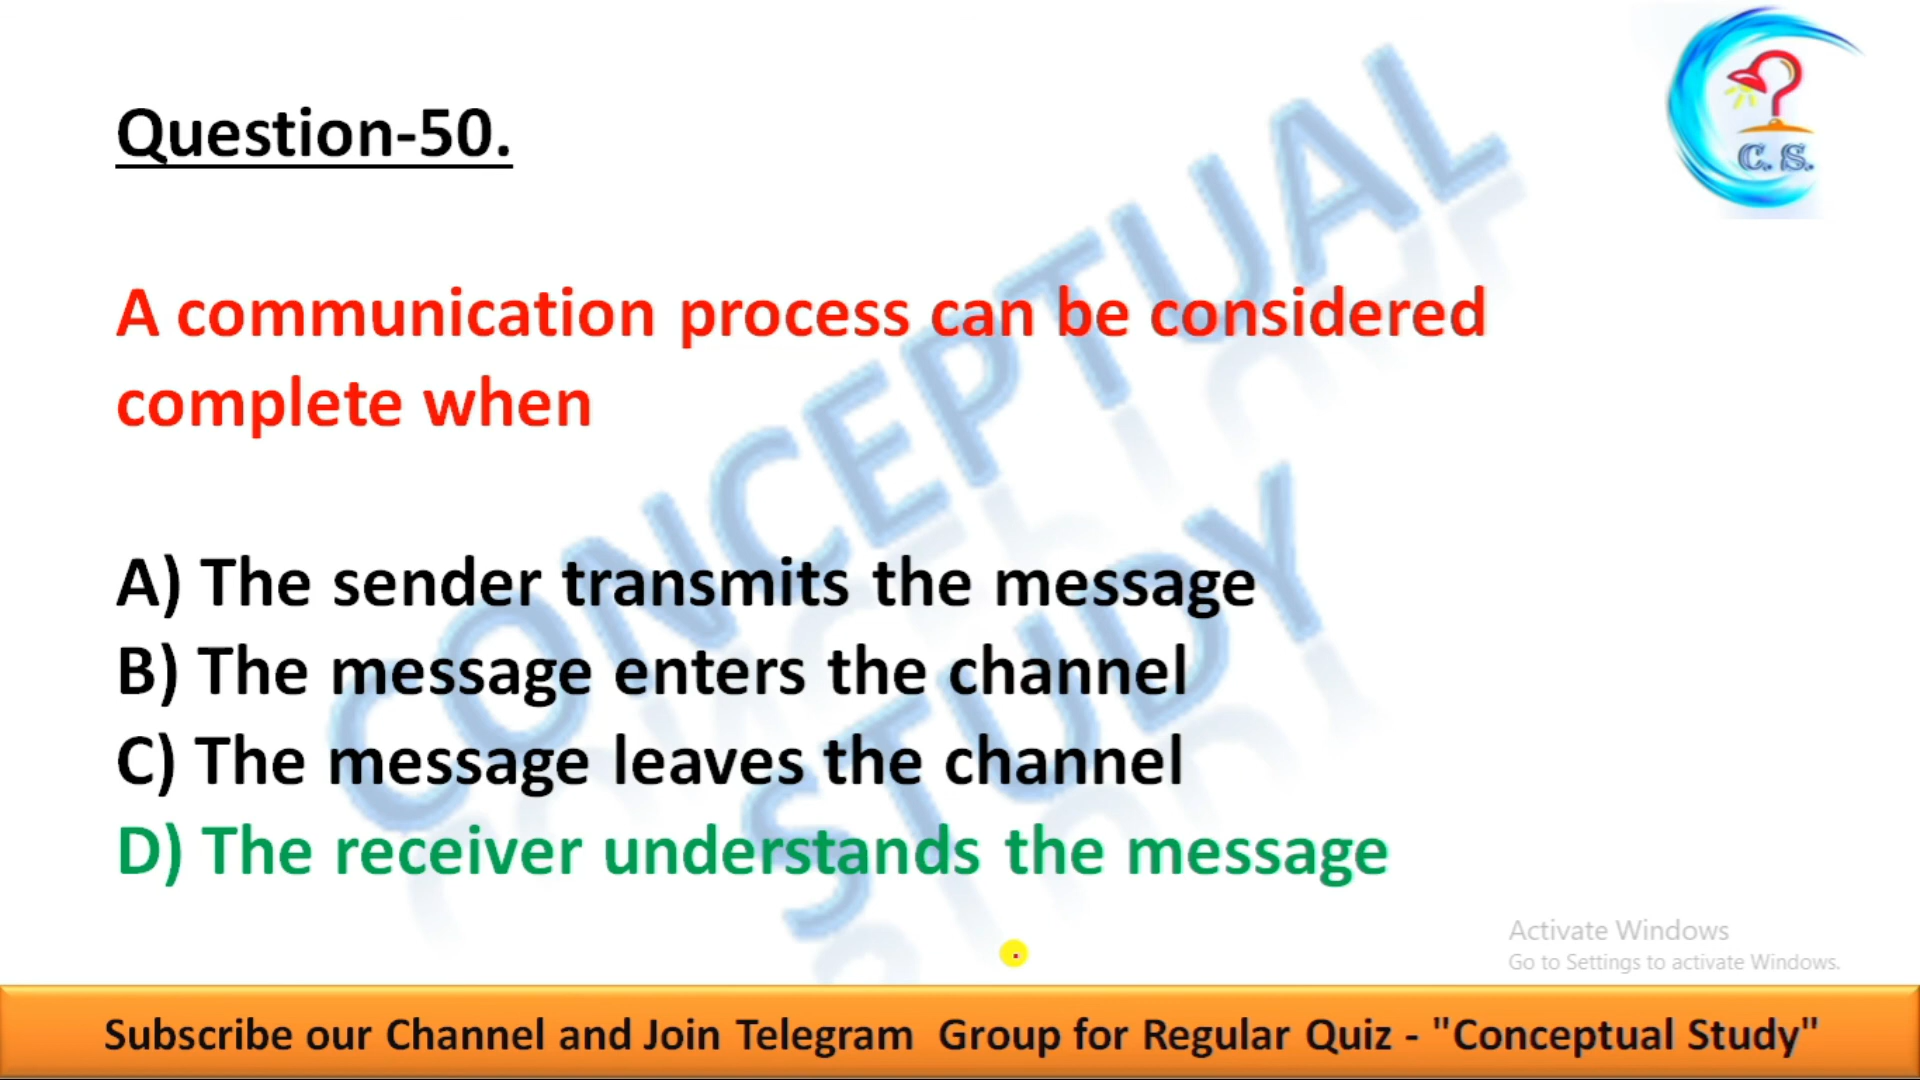 C. S.
Question-50.
A communication process can be considered
complete when
A) The sender transmits the message
B) The message enters the channel
C) The message leaves the channel
D) The receiver understands the message
CONCEPTUAL
STUDY
Activate Windows
Go to Settings to activate Windows.
Subscribe our Channel and Join Telegram Group for Regular Quiz - "Conceptual Study"